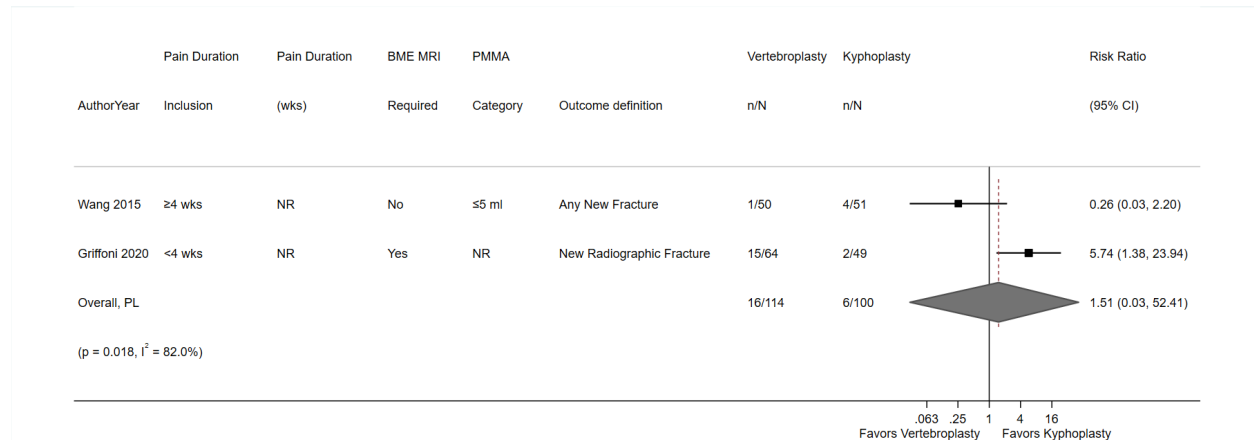 Pain Duration Pain Duration BME MRI PMMA Vertebroplasty Kyphoplasty Risk Ratio
AuthorYear Inclusion (wks) Required Category Outcome definition n/N n/N (95% CI)
Wang 2015 ≥4 wks NR No ≤5 ml Any New Fracture 1/50 4/51 0.26 (0.03, 2.20)
Griffoni 2020 <4 wks NR Yes NR New Radiographic Fracture 15/64 2/49 5.74 (1.38, 23.94)
Overall, PL 16/114 6/100 1.51 (0.03, 52.41)
(p = 0.018, I² = 82.0%)
.063 .25 1 4 16
Favors Vertebroplasty Favors Kyphoplasty